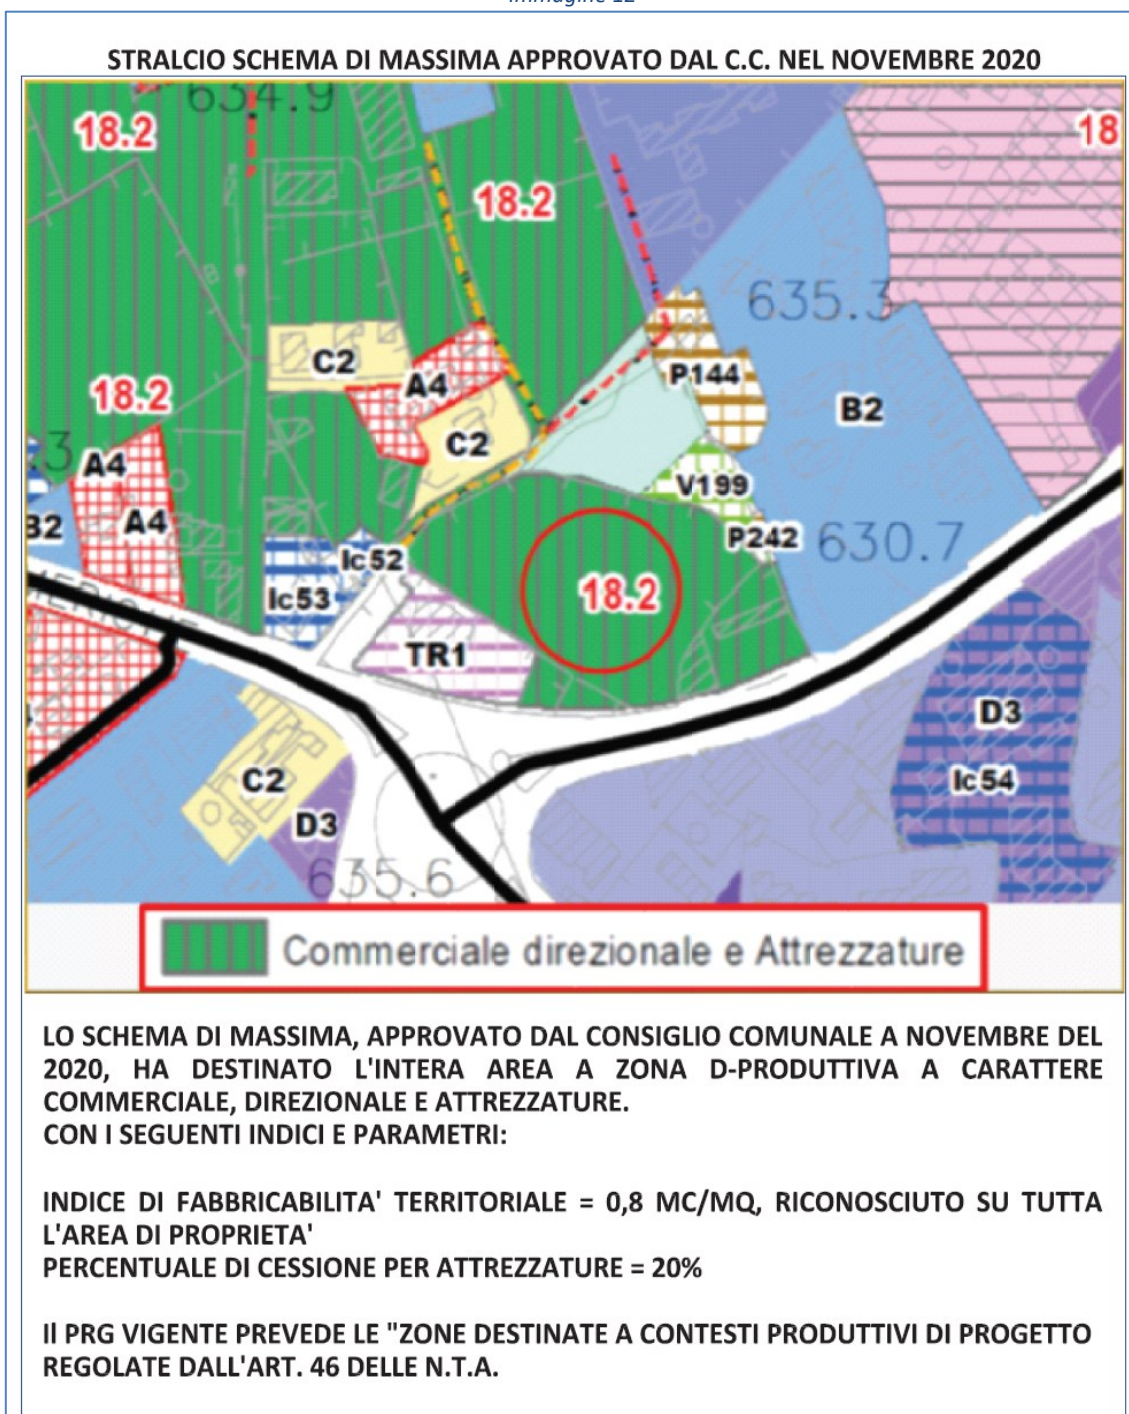 Immagine 12
STRALCIO SCHEMA DI MASSIMA APPROVATO DAL C.C. NEL NOVEMBRE 2020
634.9
18.2
18
18.2
635.3
C2
A4
P144
18.2
B2
C2
.3
A4
V199
A4
B2
P242
630.7
Ic52
18.2
Ic53
TR1
D3
C2
Ic54
D3
635.6
Commerciale direzionale e Attrezzature
LO SCHEMA DI MASSIMA, APPROVATO DAL CONSIGLIO COMUNALE A NOVEMBRE DEL
2020, HA DESTINATO L'INTERA AREA A ZONA D-PRODUTTIVA A CARATTERE
COMMERCIALE, DIREZIONALE E ATTREZZATURE.
CON I SEGUENTI INDICI E PARAMETRI:
INDICE DI FABBRICABILITA' TERRITORIALE = 0,8 MC/MQ, RICONOSCIUTO SU TUTTA
L'AREA DI PROPRIETA'
PERCENTUALE DI CESSIONE PER ATTREZZATURE = 20%
Il PRG VIGENTE PREVEDE LE "ZONE DESTINATE A CONTESTI PRODUTTIVI DI PROGETTO
REGOLATE DALL'ART. 46 DELLE N.T.A.